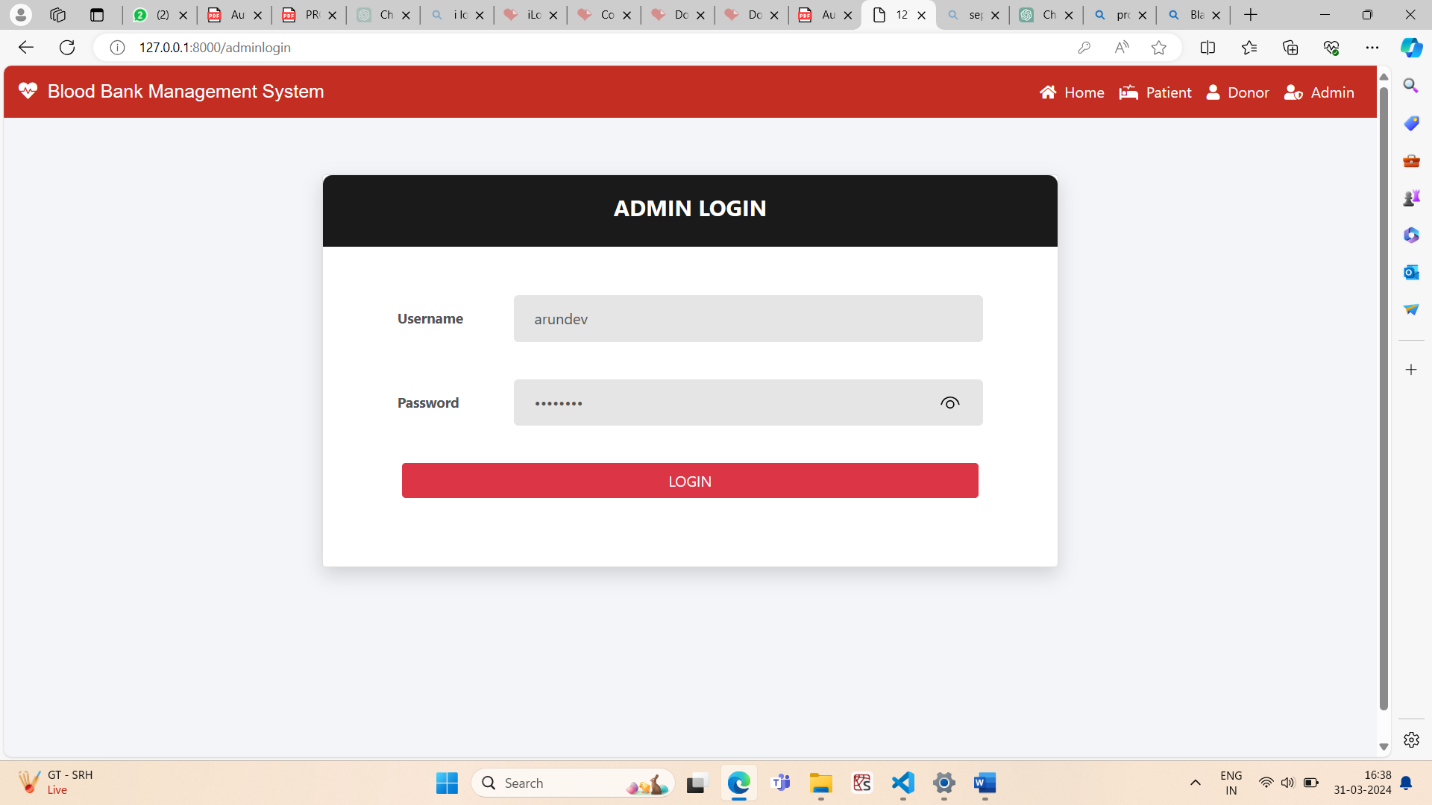 (2)
Au
PR
Ch
i lo
iLo
Co
Do
Do
Au
12
sep
Ch
pro
Bla
127.0.0.1:8000/adminlogin
Blood Bank Management System
Home Patient Donor Admin
ADMIN LOGIN
Username
arundev
Password
••••••••
LOGIN
GT - SRH
Live
Search
ENG
IN
16:38
31-03-2024